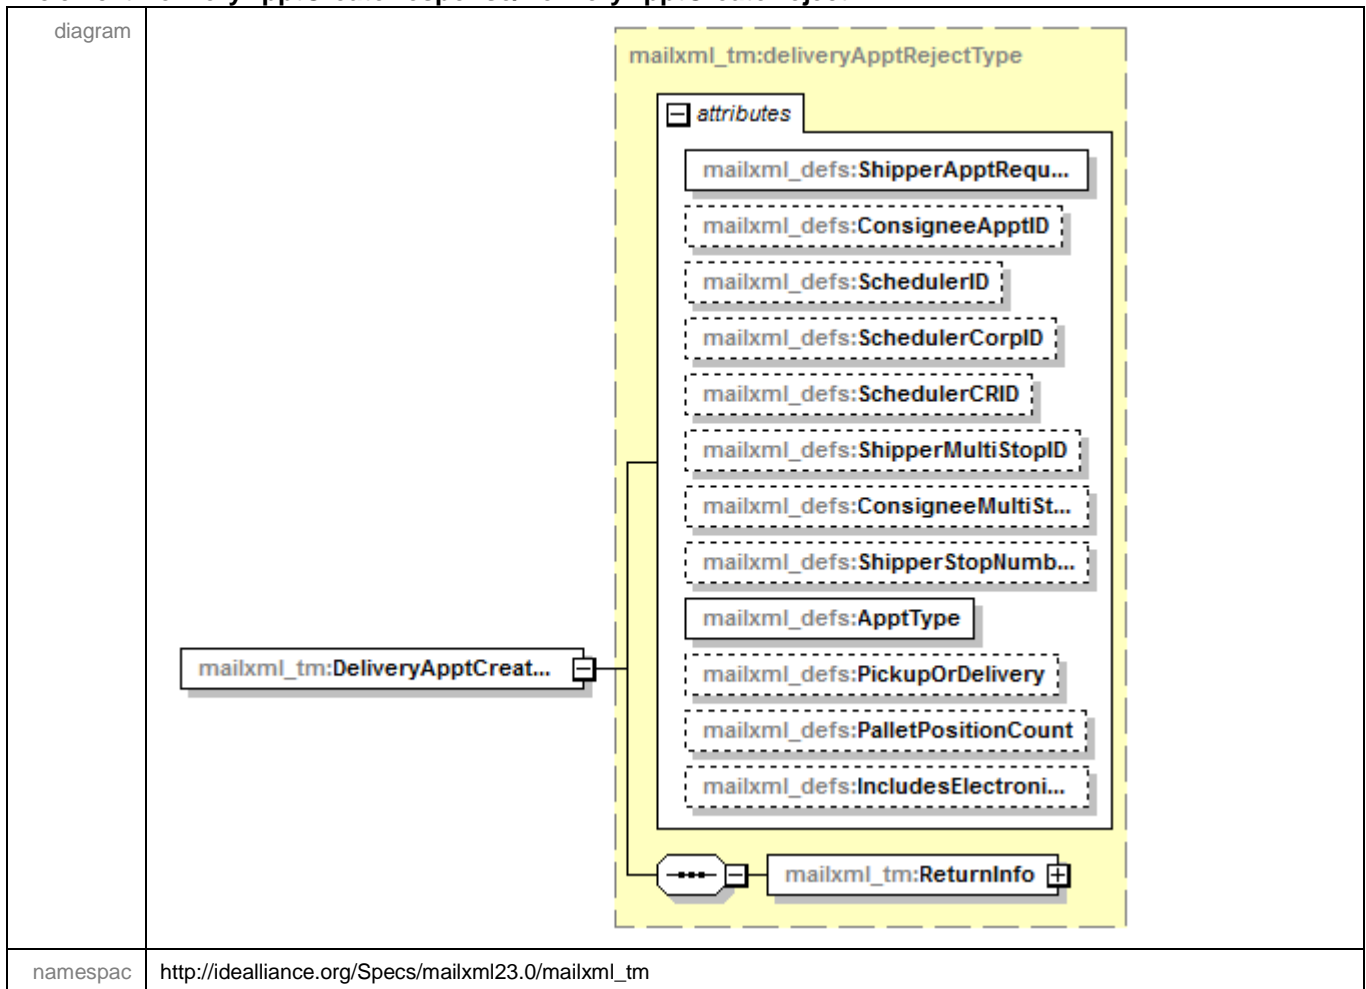 diagram
mailxml_tm:deliveryApptRejectType
attributes
mailxml_defs:ShipperApptRequ...
mailxml_defs:ConsigneeApptID
mailxml_defs:SchedulerID
mailxml_defs:SchedulerCorpID
mailxml_defs:SchedulerCRID
mailxml_defs:ShipperMultiStopID
mailxml_defs:ConsigneeMultiSt...
mailxml_defs:ShipperStopNumb...
mailxml_defs:ApptType
mailxml_tm:DeliveryApptCreat...
mailxml_defs:PickupOrDelivery
mailxml_defs:PalletPositionCount
mailxml_defs:IncludesElectroni...
mailxml_tm:ReturnInfo
namespac
http://idealliance.org/Specs/mailxml23.0/mailxml_tm